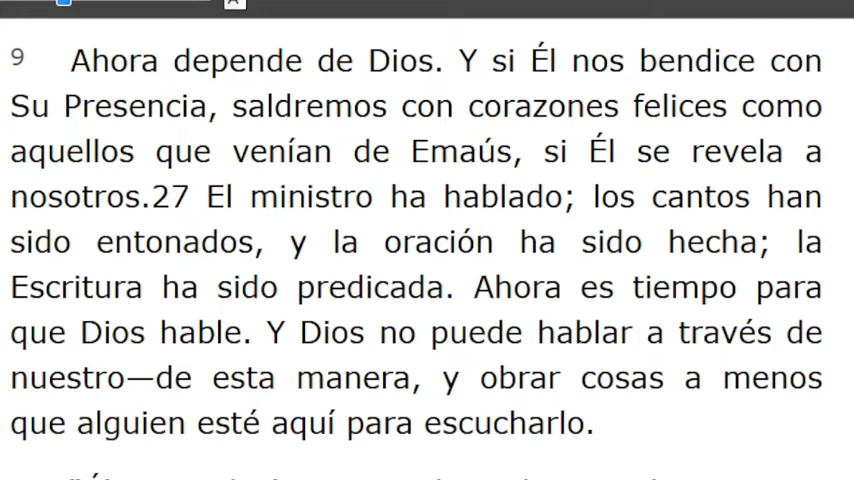 9 Ahora depende de Dios. Y si Él nos bendice con
Su Presencia, saldremos con corazones felices como
aquellos que venían de Emaús, si Él se revela a
nosotros.27 El ministro ha hablado; los cantos han
sido entonados, y la oración ha sido hecha; la
Escritura ha sido predicada. Ahora es tiempo para
que Dios hable. Y Dios no puede hablar a través de
nuestro—de esta manera, y obrar cosas a menos
que alguien esté aquí para escucharlo.